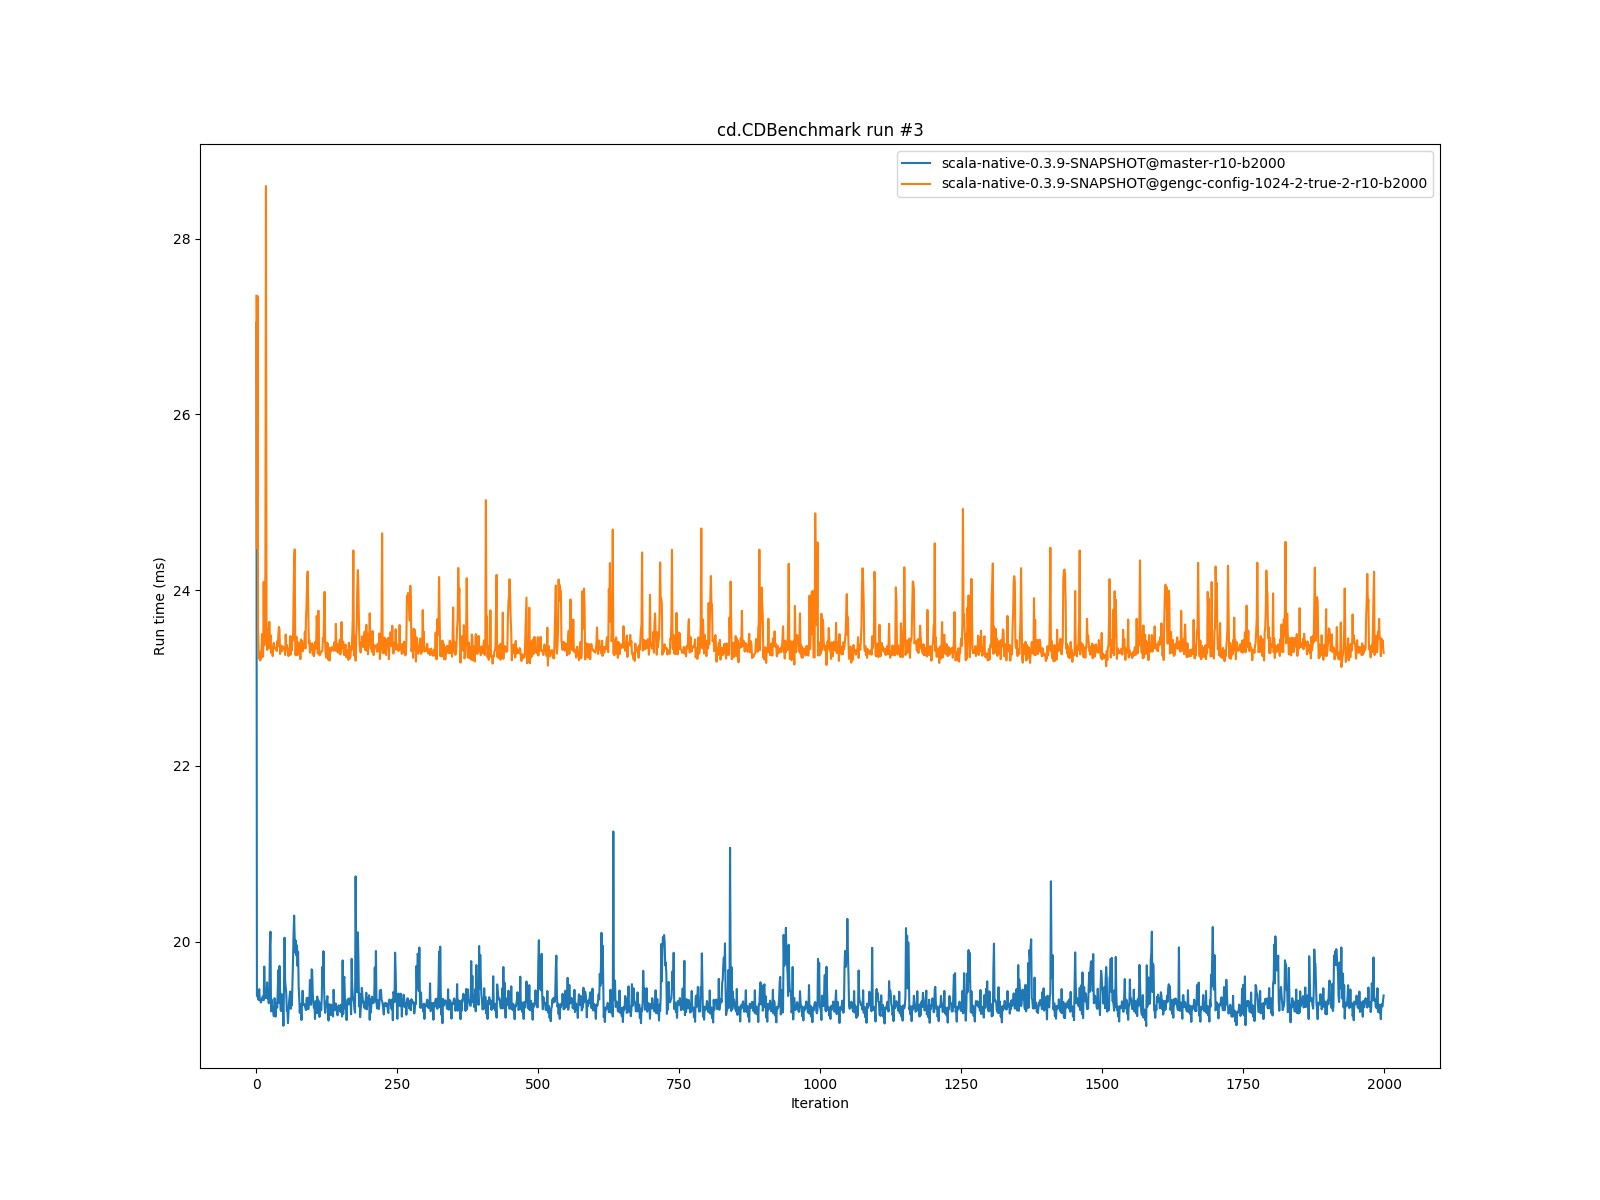 cd.CDBenchmark run #3
scala-native-0.3.9-SNAPSHOT@master-r10-b2000
scala-native-0.3.9-SNAPSHOT@gengc-config-1024-2-true-2-r10-b2000
Run time (ms)
28
26
24
22
20
0 250 500 750 1000 1250 1500 1750 2000
Iteration